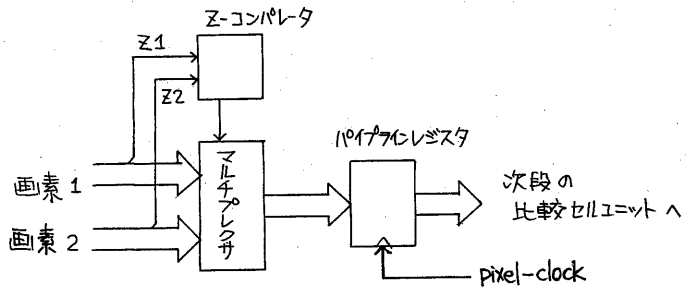 Z-コンパレータ
Z1
Z2
パイプラインレジスタ
マルチプレクサ
画素1
画素2
次段の
比較セルユニットへ
pixel-clock